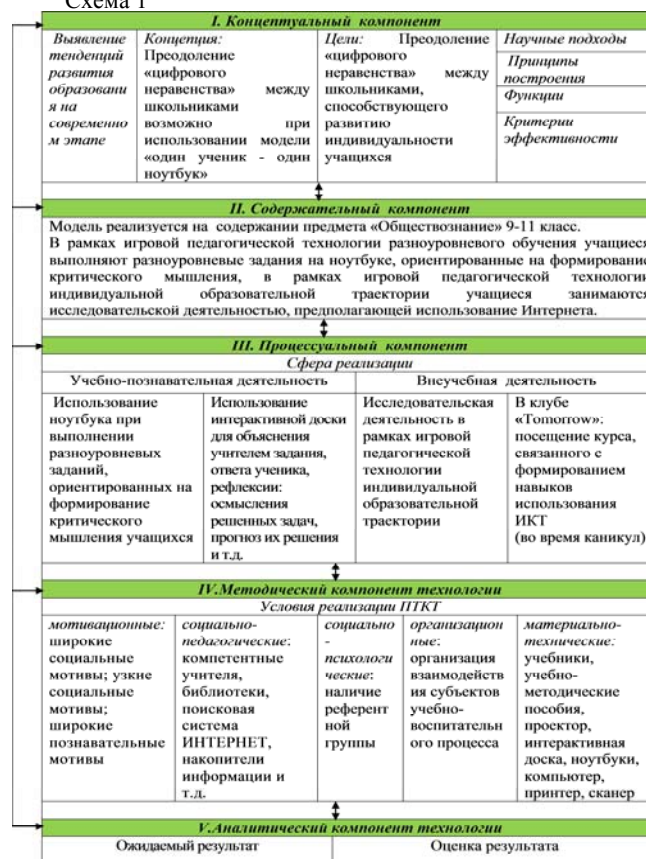 Схема 1
I. Концептуальный компонент
Выявление
тенденций
развития
образовани
я на
современно
м этапе
Концепция:
Преодоление
«цифрового
неравенства» между
школьниками
возможно при
использовании модели
«один ученик - один
ноутбук»
Цели: Преодоление
«цифрового
неравенства» между
школьниками,
способствующего
развитию
индивидуальности
учащихся
Научные подходы
Принципы
построения
Функции
Критерии
эффективности
II. Содержательный компонент
Модель реализуется на содержании предмета «Обществознание» 9-11 класс.
В рамках игровой педагогической технологии разноуровневого обучения учащиеся
выполняют разноуровневые задания на ноутбуке, ориентированные на формирование
критического мышления, в рамках игровой педагогической технологии
индивидуальной образовательной траектории учащиеся занимаются
исследовательской деятельностью, предполагающей использование Интернета.
III. Процессуальный компонент
Сфера реализации
Учебно-познавательная деятельность
Внеучебная деятельность
Использование
ноутбука при
выполнении
разноуровневых
заданий,
ориентированных на
формирование
критического
мышления учащихся
Использование
интерактивной доски
для объяснения
учителем задания,
ответа ученика,
рефлексии:
осмысления
решенных задач,
прогноз их решения
и т.д.
Исследовательская
деятельность в
рамках игровой
педагогической
технологии
индивидуальной
образовательной
траектории
В клубе
«Tomorrow»:
посещение курса,
связанного с
формированием
навыков
использования
ИКТ
(во время каникул)
IV.Методический компонент технологии
Условия реализации ПТКТ
мотивационные:
широкие
социальные
мотивы; узкие
социальные
мотивы;
широкие
познавательные
мотивы
социально-
педагогические:
компетентные
учителя,
библиотеки,
поисковая
система
ИНТЕРНЕТ,
накопители
информации и
т.д.
социально
-
психологи
ческие:
наличие
референт
ной
группы
организацион
ные:
организация
взаимодейств
ия субъектов
учебно-
воспитательн
ого процесса
материально-
технические:
учебники,
учебно-
методические
пособия,
проектор,
интерактивная
доска, ноутбуки,
компьютер,
принтер, сканер
V.Аналитический компонент технологии
Ожидаемый результат
Оценка результата